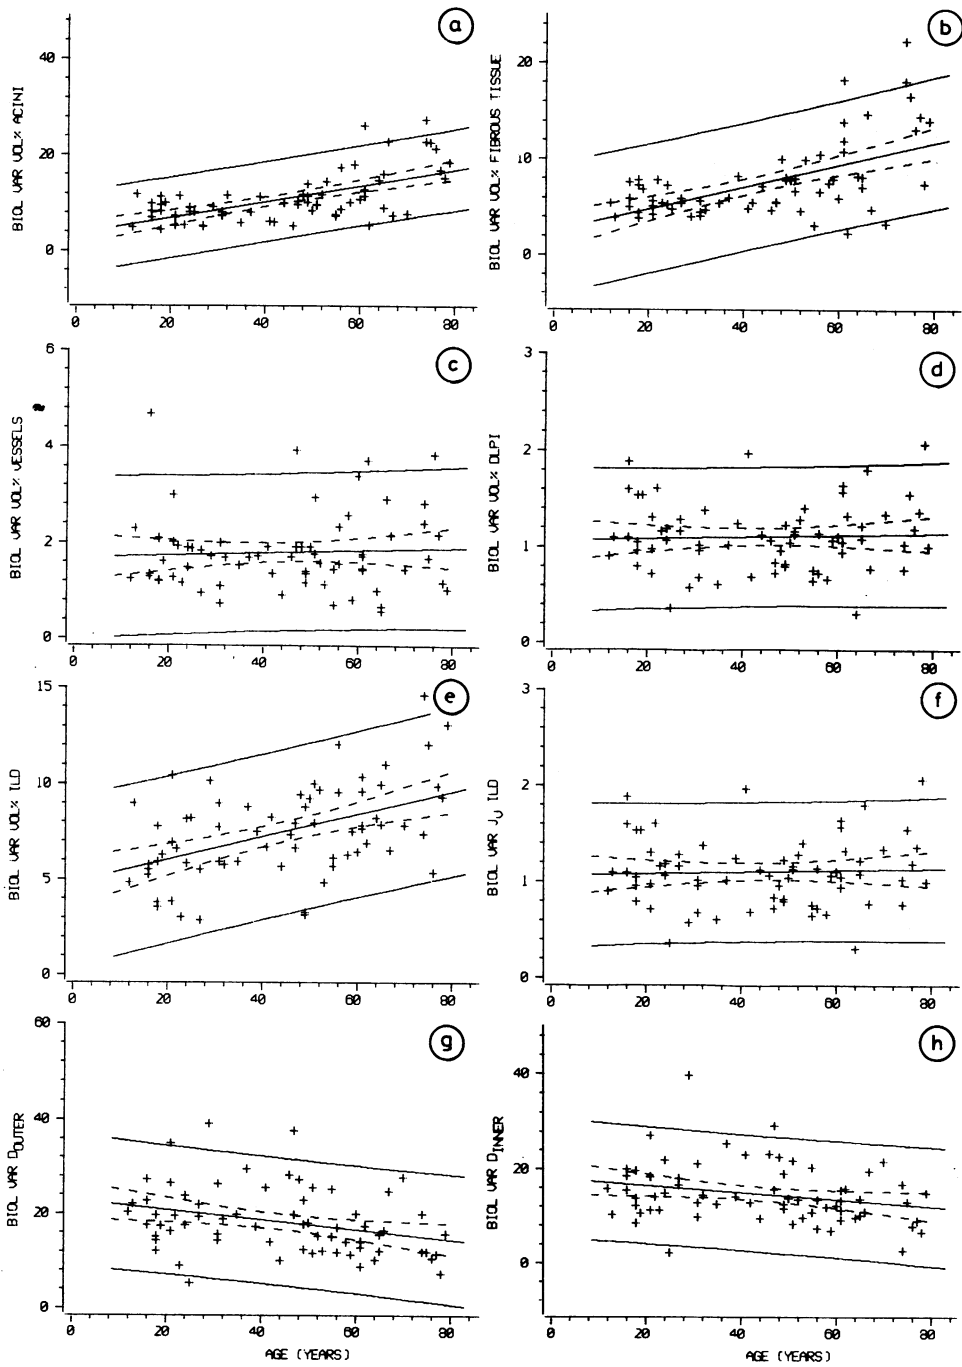 a
BIOL VAR VOL% ACINI
40
20
0
0 20 40 60 80
b
BIOL VAR VOL% FIBROUS TISSUE
20
10
0
0 20 40 60 80
c
BIOL VAR VOL% VESSELS
6
4
2
0
0 20 40 60 80
d
BIOL VAR VOL% DLPI
3
2
1
0
0 20 40 60 80
e
BIOL VAR VOL% ILD
15
10
5
0
0 20 40 60 80
f
BIOL VAR JU ILD
3
2
1
0
0 20 40 60 80
g
BIOL VAR DOUTER
60
40
20
0
0 20 40 60 80
AGE (YEARS)
h
BIOL VAR DINNER
40
20
0
0 20 40 60 80
AGE (YEARS)